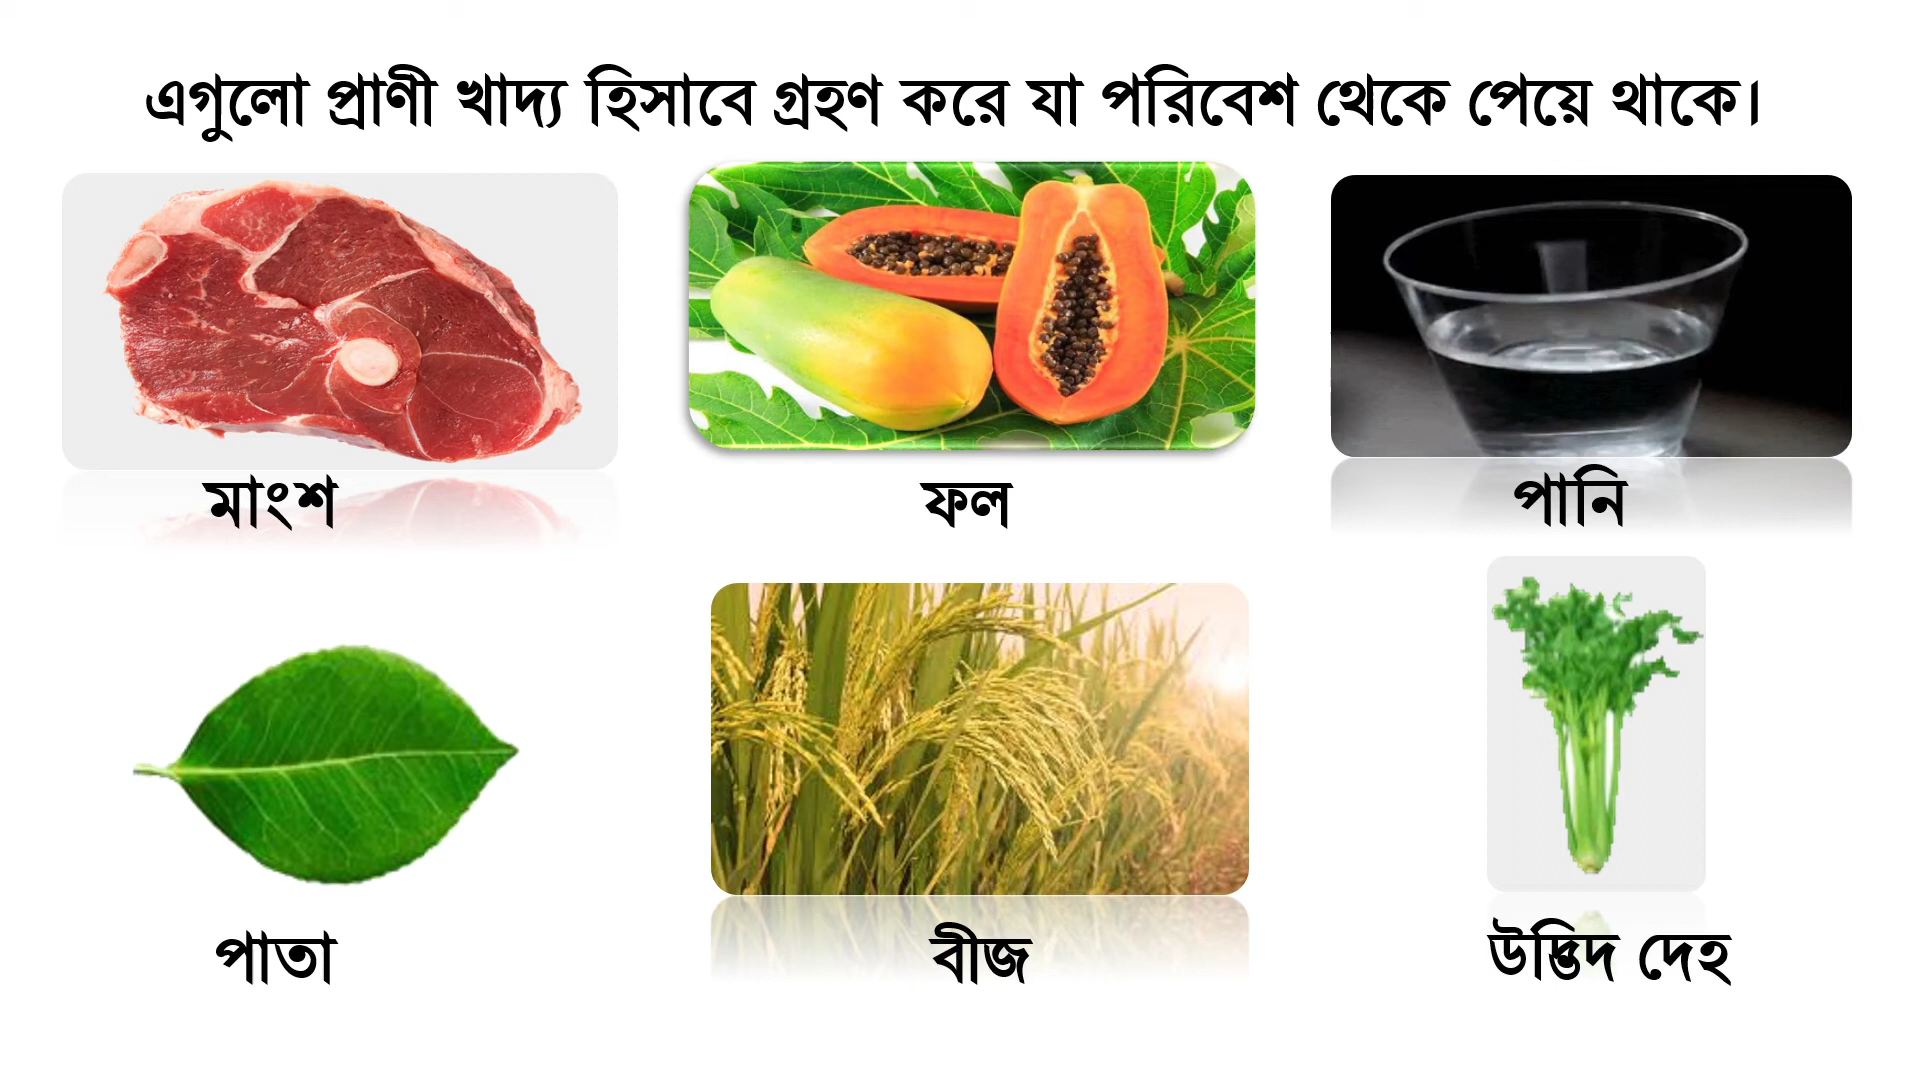 এগুলো প্রাণী খাদ্য হিসাবে গ্রহণ করে যা পরিবেশ থেকে পেয়ে থাকে।
মাংশ
ফল
পানি
পাতা
বীজ
উদ্ভিদ দেহ